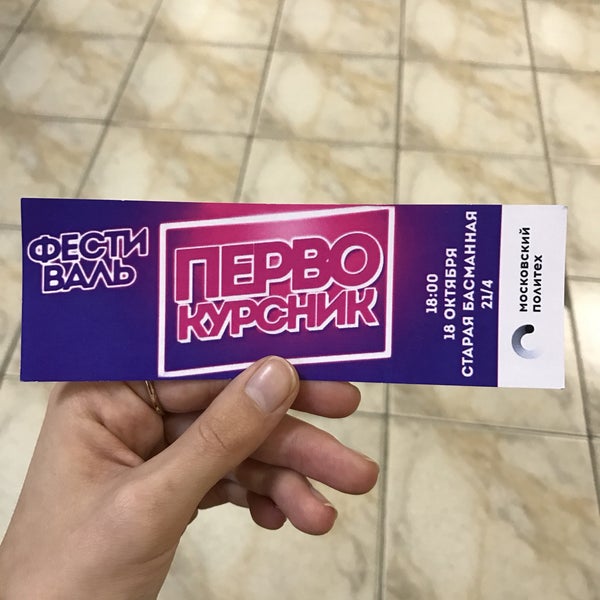 ФЕСТИ
ВАЛЬ
ПЕРВО
КУРСНИК
18:00
18 ОКТЯБРЯ
СТАРАЯ БАСМАННАЯ
21/4
МОСКОВСКИЙ
ПОЛИТЕХ